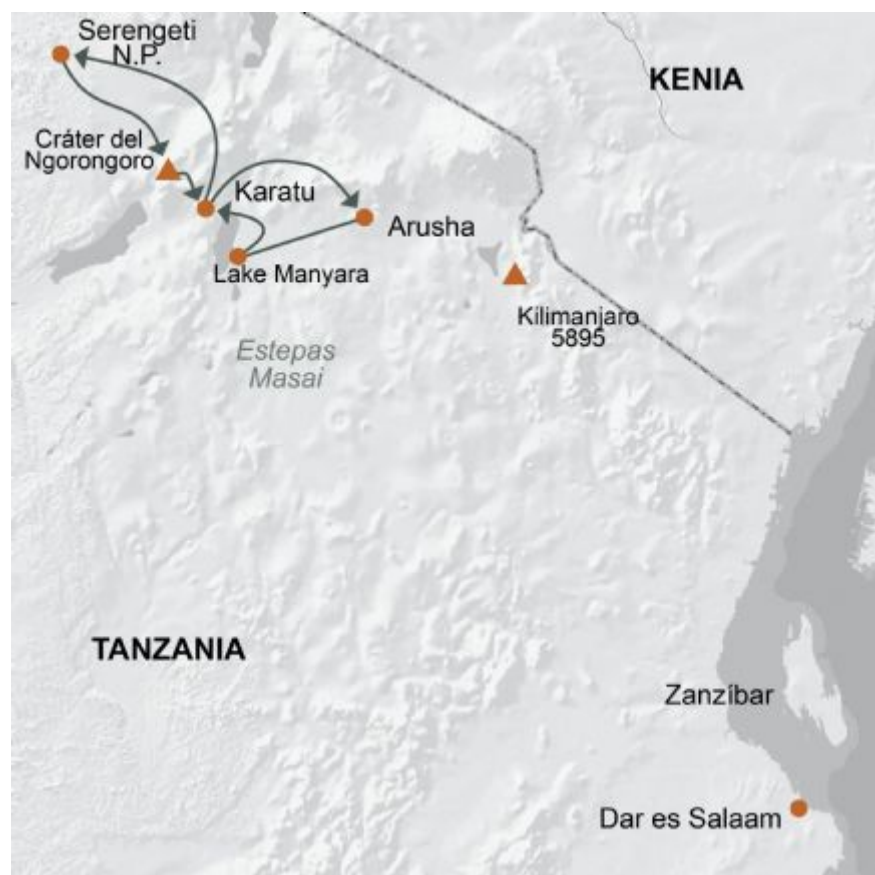 Serengeti
N.P.
KENIA
Cráter del
Ngorongoro
Karatu
Arusha
Lake Manyara
Kilimanjaro
5895
Estepas
Masai
TANZANIA
Zanzíbar
Dar es Salaam